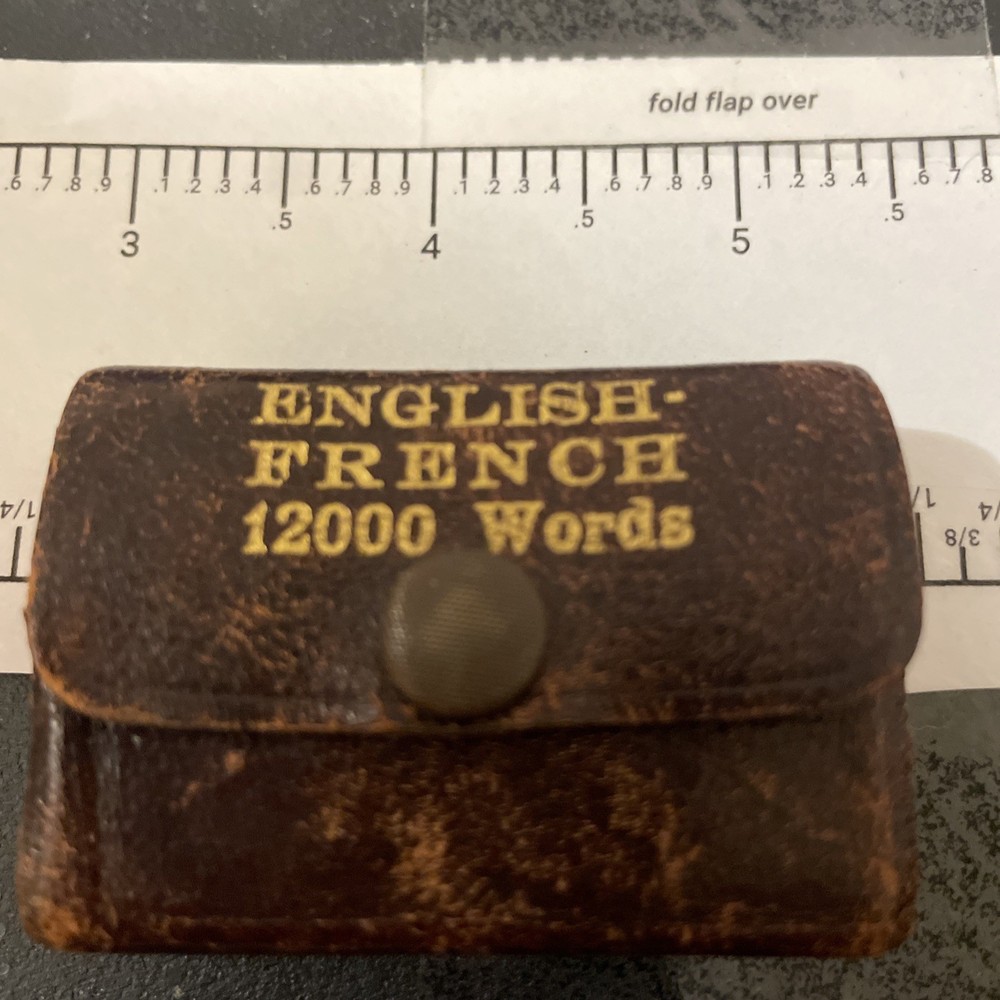 fold flap over
.6 .7 .8 .9 .1 .2 .3 .4 .6 .7 .8 .9 .1 .2 .3 .4 .6 .7 .8 .9 .1 .2 .3 .4 .6 .7 .8
.5 .5 .5
3 4 5
ENGLISH-
FRENCH
12000 Words
3/8